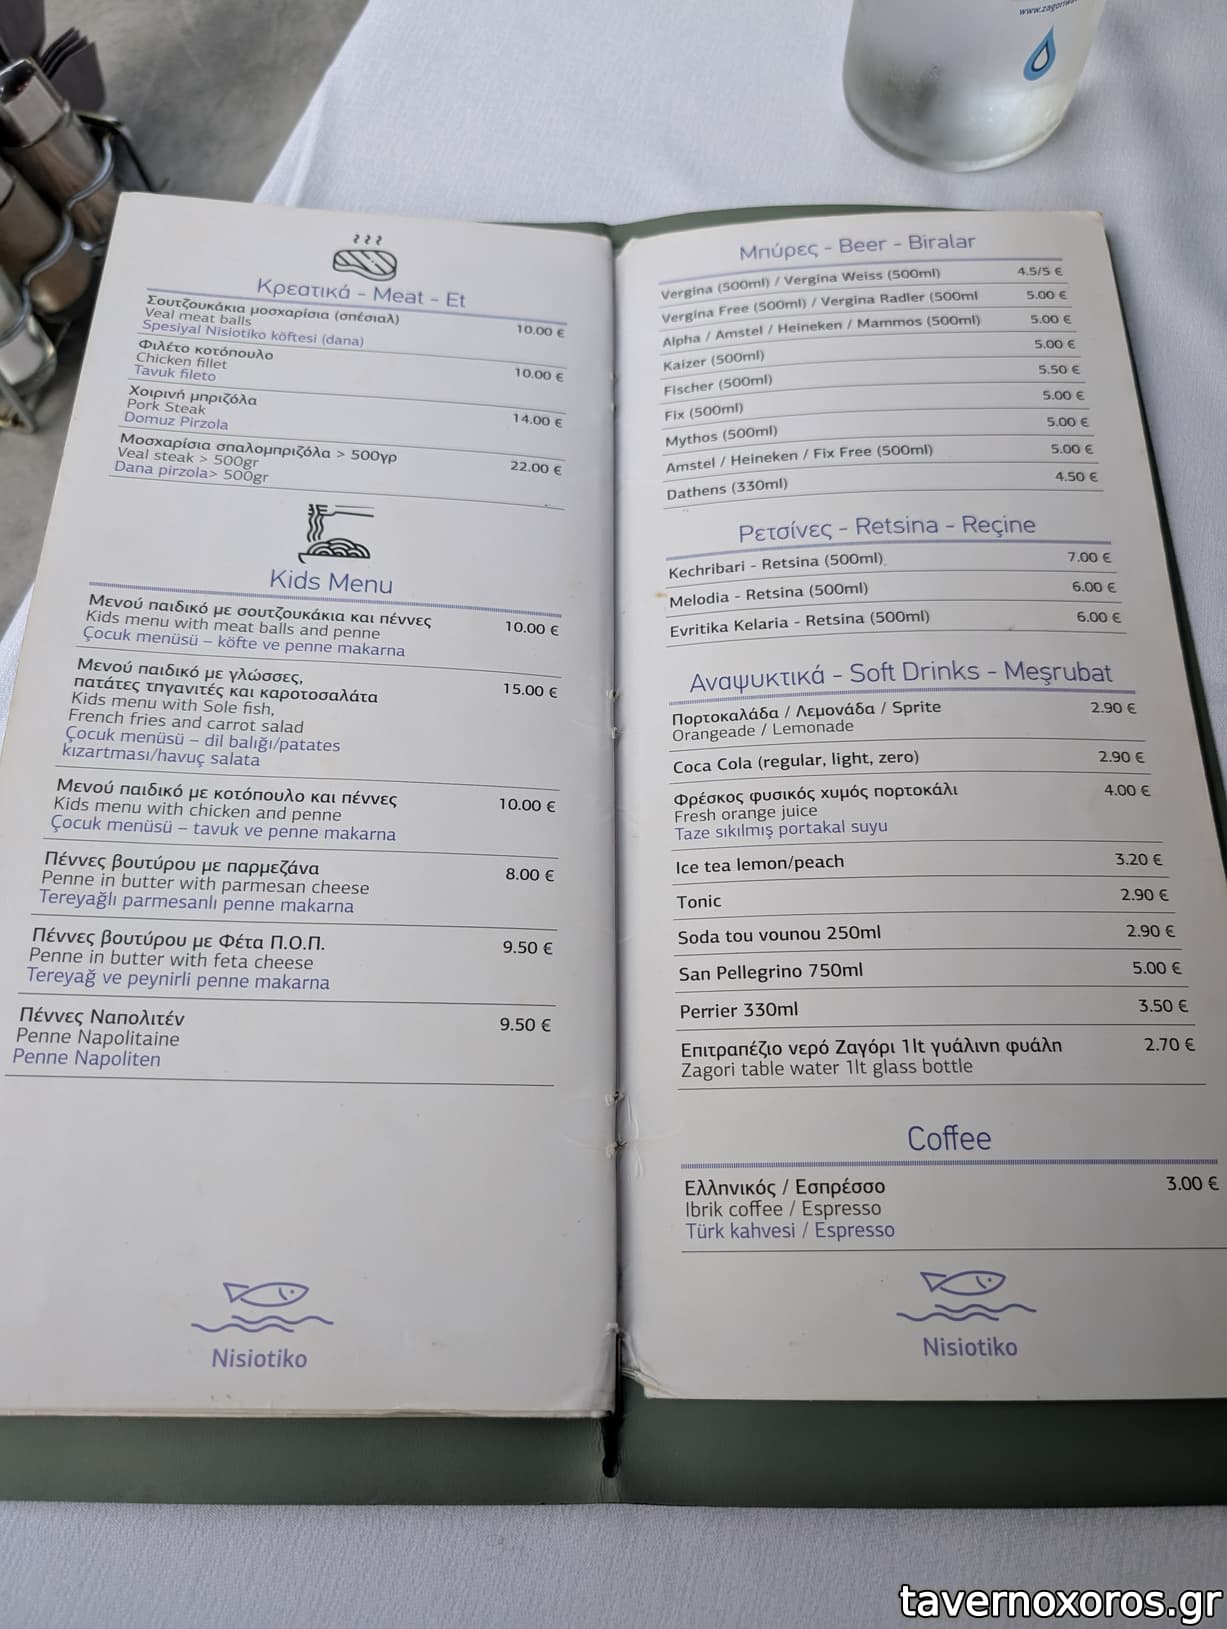 www.zagori
Κρεατικά - Meat - Et
Σουτζουκάκια μοσχαρίσια (σπέσιαλ)
Veal meat balls 10.00 €
Spesiyal Nisiotiko köftesi (dana)
Φιλέτο κοτόπουλο
Chicken fillet 10.00 €
Tavuk fileto
Χοιρινή μπριζόλα
Pork Steak 14.00 €
Domuz Pirzola
Μοσχαρίσια σπαλομπριζόλα > 500γρ
Veal steak > 500gr 22.00 €
Dana pirzola> 500gr
Kids Menu
Μενού παιδικό με σουτζουκάκια και πέννες
Kids menu with meat balls and penne 10.00 €
Çocuk menüsü – köfte ve penne makarna
Μενού παιδικό με γλώσσες,
πατάτες τηγανιτές και καροτοσαλάτα 15.00 €
Kids menu with Sole fish,
French fries and carrot salad
Çocuk menüsü – dil balığı/patates
kızartması/havuç salata
Μενού παιδικό με κοτόπουλο και πέννες
Kids menu with chicken and penne 10.00 €
Çocuk menüsü – tavuk ve penne makarna
Πέννες βουτύρου με παρμεζάνα
Penne in butter with parmesan cheese 8.00 €
Tereyağlı parmesanlı penne makarna
Πέννες βουτύρου με Φέτα Π.Ο.Π.
Penne in butter with feta cheese 9.50 €
Tereyağ ve peynirli penne makarna
Πέννες Ναπολιτέν
Penne Napolitaine 9.50 €
Penne Napoliten
Nisiotiko
Μπύρες - Beer - Biralar
Vergina (500ml) / Vergina Weiss (500ml) 4.5/5 €
Vergina Free (500ml) / Vergina Radler (500ml 5.00 €
Alpha / Amstel / Heineken / Mammos (500ml) 5.00 €
Kaizer (500ml) 5.00 €
Fischer (500ml) 5.50 €
Fix (500ml) 5.00 €
Mythos (500ml) 5.00 €
Amstel / Heineken / Fix Free (500ml) 5.00 €
Dathens (330ml) 4.50 €
Ρετσίνες - Retsina - Reçine
Kechribari - Retsina (500ml) 7.00 €
Melodia - Retsina (500ml) 6.00 €
Evritika Kelaria - Retsina (500ml) 6.00 €
Αναψυκτικά - Soft Drinks - Meşrubat
Πορτοκαλάδα / Λεμονάδα / Sprite 2.90 €
Orangeade / Lemonade
Coca Cola (regular, light, zero) 2.90 €
Φρέσκος φυσικός χυμός πορτοκάλι 4.00 €
Fresh orange juice
Taze sıkılmış portakal suyu
Ice tea lemon/peach 3.20 €
Tonic 2.90 €
Soda tou vounou 250ml 2.90 €
San Pellegrino 750ml 5.00 €
Perrier 330ml 3.50 €
Επιτραπέζιο νερό Ζαγόρι 1lt γυάλινη φυάλη 2.70 €
Zagori table water 1lt glass bottle
Coffee
Ελληνικός / Εσπρέσσο 3.00 €
Ibrik coffee / Espresso
Türk kahvesi / Espresso
Nisiotiko
tavernoxoros.gr